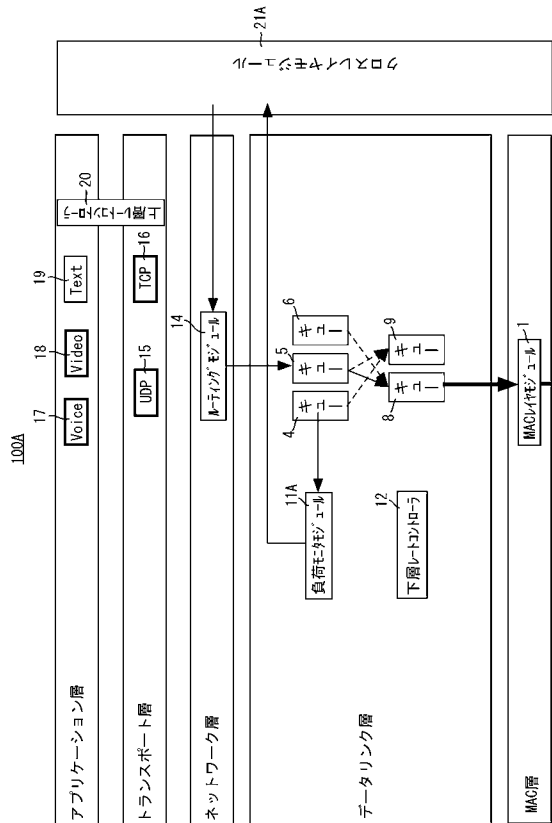 100A
アプリケーション層
17
Voice
18
Video
19
Text
20
上層レートコントローラ
トランスポート層
UDP
15
TCP
16
ネットワーク層
14
ルーティングモジュール
データリンク層
4
キュー
5
キュー
6
キュー
8
キュー
9
キュー
11A
負荷モニタモジュール
12
下層レートコントローラ
MAC層
MACレイヤモジュール
1
クロスレイヤモジュール
21A